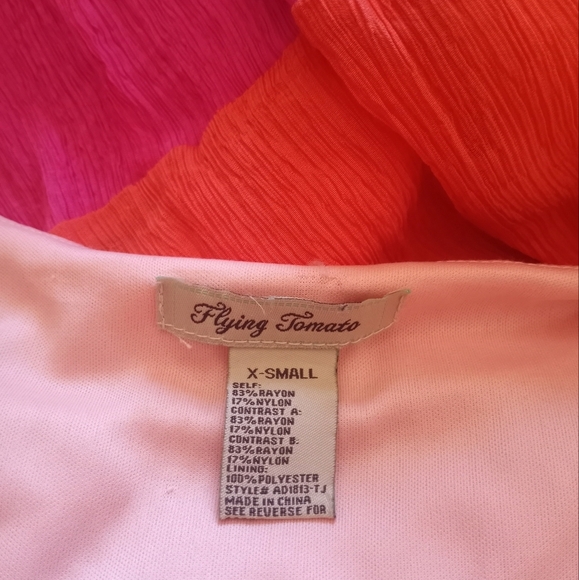 Flying Tomato
X-SMALL
SELF:
83%RAYON
17%NYLON
CONTRAST A:
83%RAYON
17%NYLON
CONTRAST B:
83%RAYON
17%NYLON
LINING:
100%POLYESTER
STYLE# AD1813-TJ
MADE IN CHINA
SEE REVERSE FOR